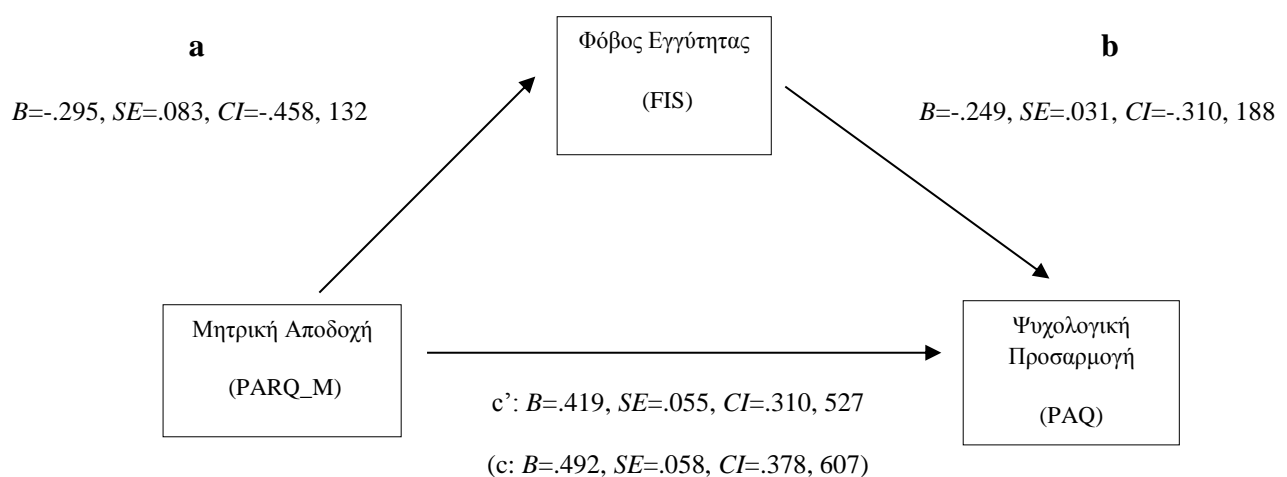 a
Φόβος Εγγύτητας
(FIS)
b
B=-.295, SE=.083, CI=-.458, 132
B=-.249, SE=.031, CI=-.310, 188
Μητρική Αποδοχή
(PARQ_M)
Ψυχολογική
Προσαρμογή
(PAQ)
c’: B=.419, SE=.055, CI=.310, 527
(c: B=.492, SE=.058, CI=.378, 607)